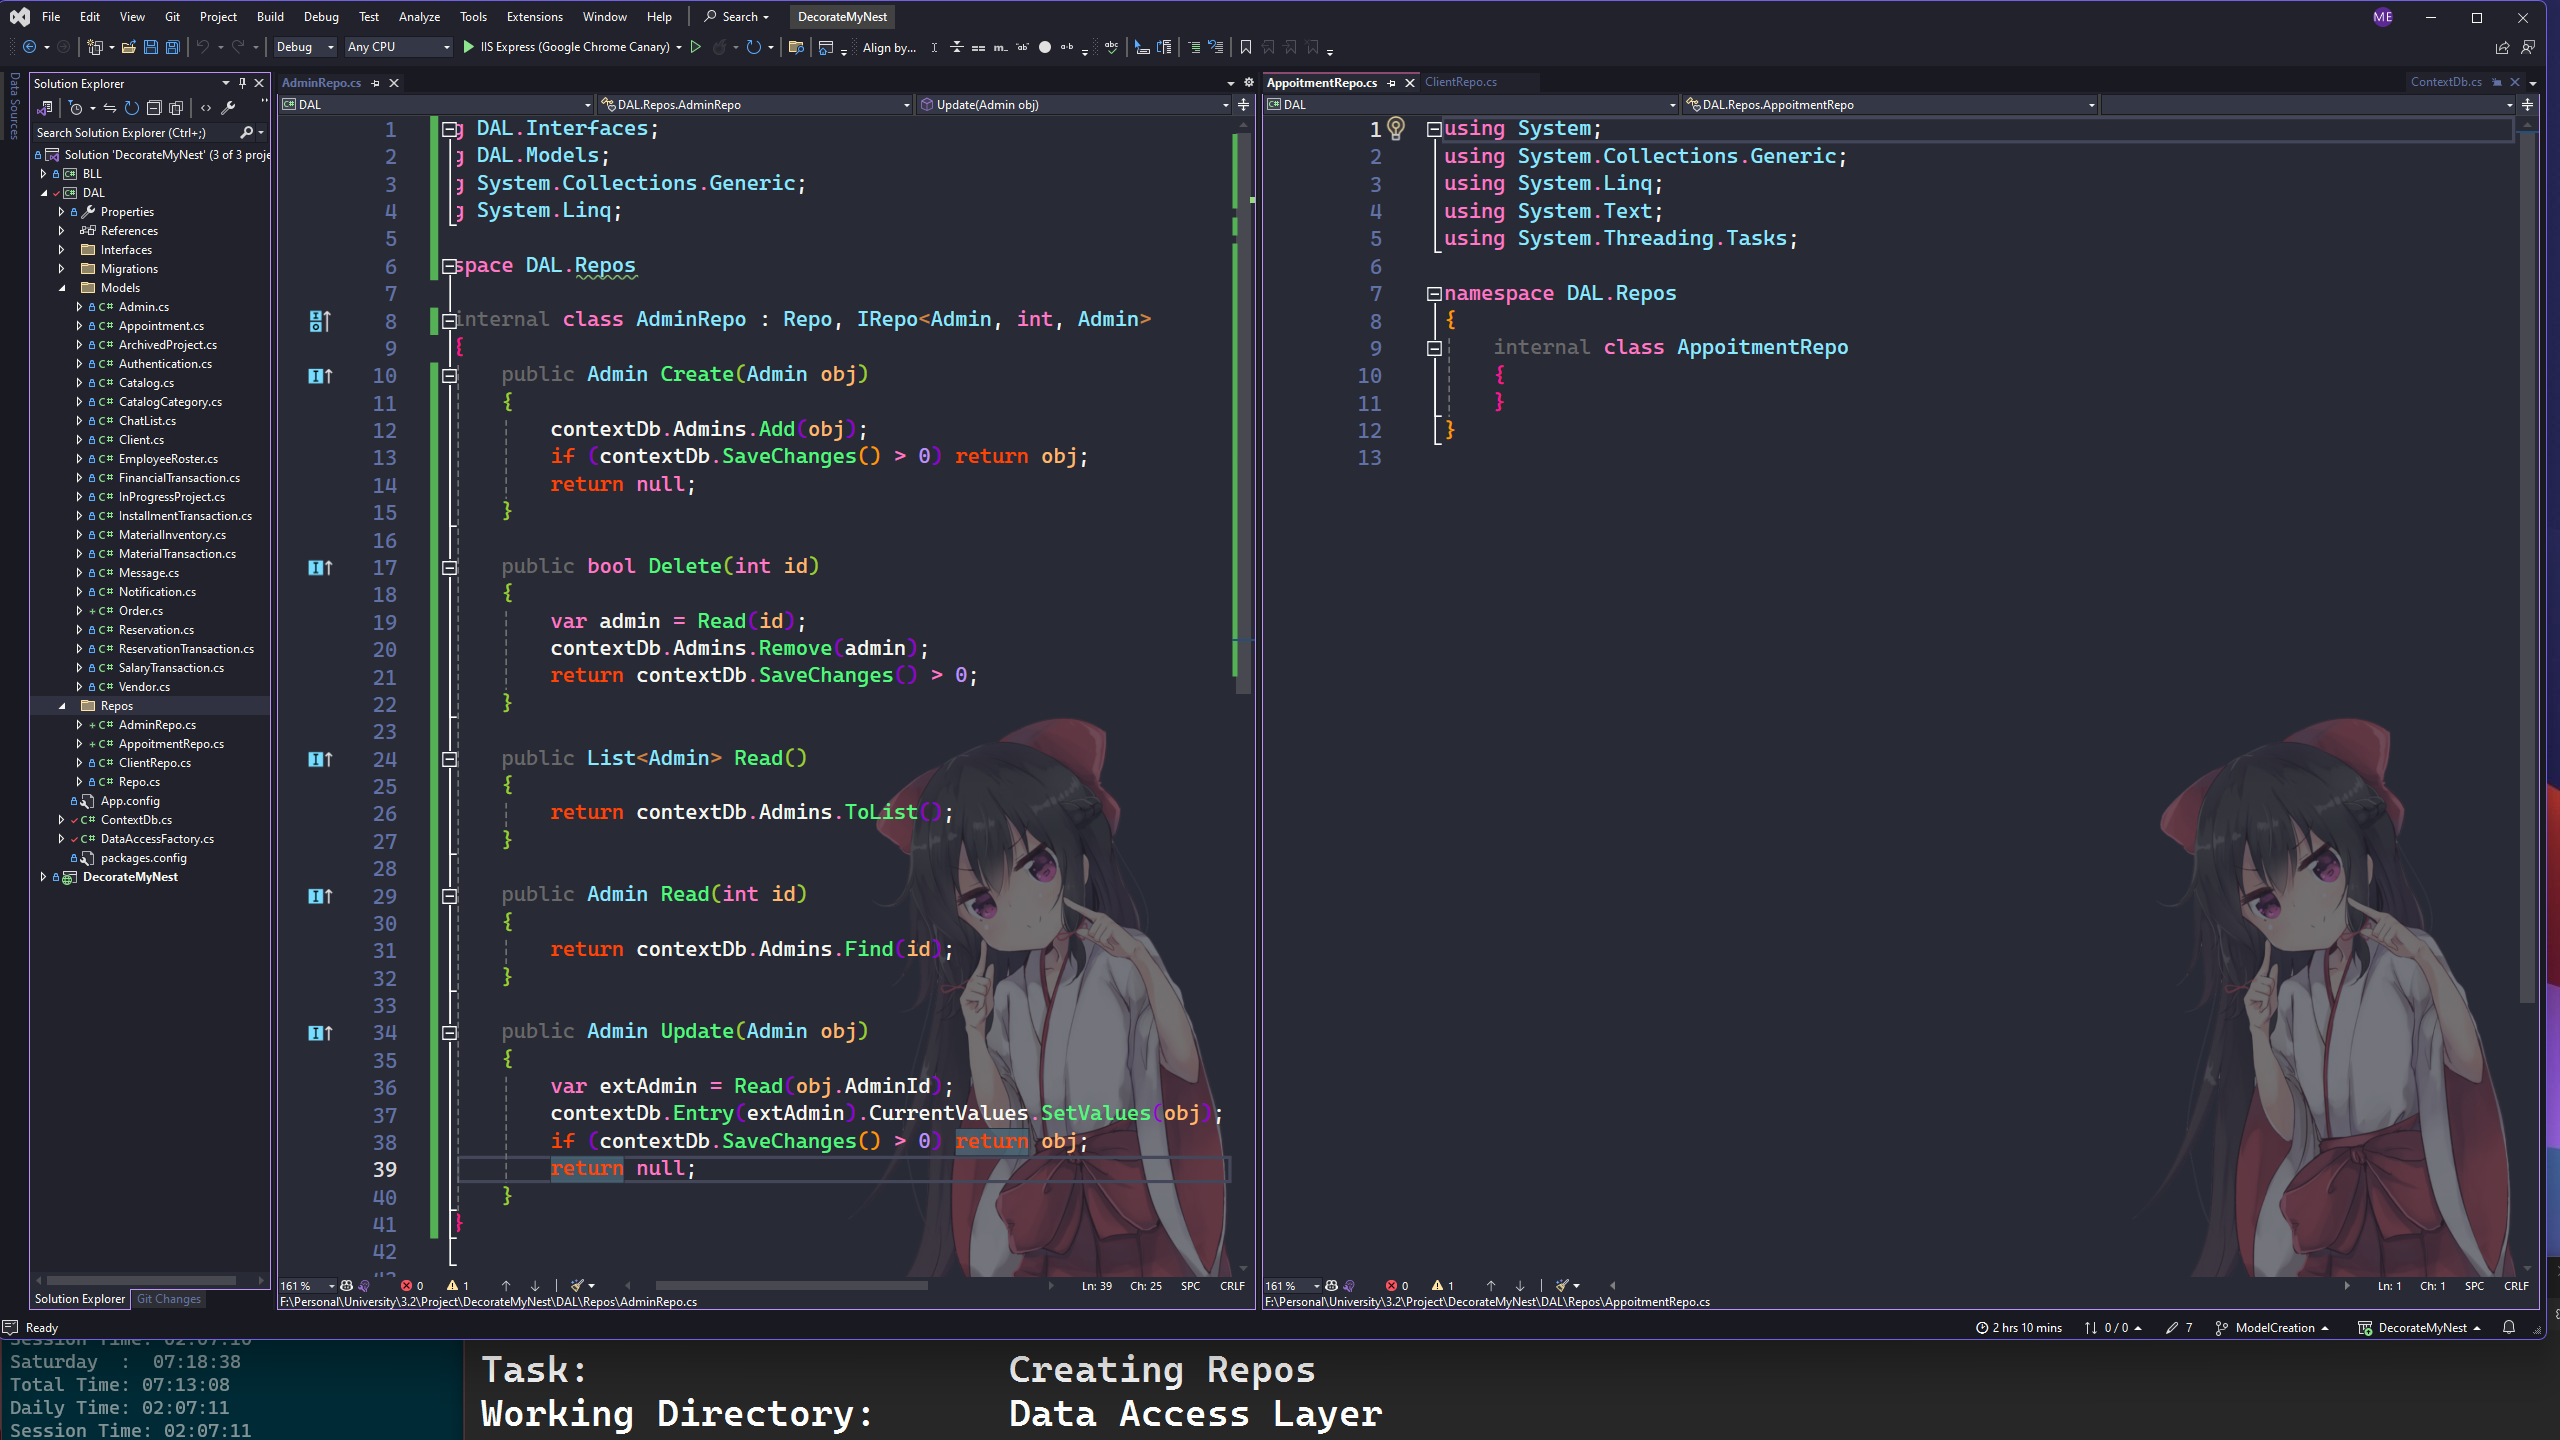 File Edit View Git Project Build Debug Test Analyze Tools Extensions Window Help Search DecorateMyNest ME
Debug Any CPU IIS Express (Google Chrome Canary) Align by...
Data Sources
Solution Explorer
Search Solution Explorer (Ctrl+;)
Solution 'DecorateMyNest' (3 of 3 proje
BLL
DAL
Properties
References
Interfaces
Migrations
Models
Admin.cs
Appointment.cs
ArchivedProject.cs
Authentication.cs
Catalog.cs
CatalogCategory.cs
ChatList.cs
Client.cs
EmployeeRoster.cs
FinancialTransaction.cs
InProgressProject.cs
InstallmentTransaction.cs
MaterialInventory.cs
MaterialTransaction.cs
Message.cs
Notification.cs
Order.cs
Reservation.cs
ReservationTransaction.cs
SalaryTransaction.cs
Vendor.cs
Repos
AdminRepo.cs
AppoitmentRepo.cs
ClientRepo.cs
Repo.cs
App.config
ContextDb.cs
DataAccessFactory.cs
packages.config
DecorateMyNest
Solution Explorer Git Changes
AdminRepo.cs
DAL DAL.Repos.AdminRepo Update(Admin obj)
1 g DAL.Interfaces;
2 g DAL.Models;
3 g System.Collections.Generic;
4 g System.Linq;
5
6 space DAL.Repos
7
8 internal class AdminRepo : Repo, IRepo<Admin, int, Admin>
9 {
10 public Admin Create(Admin obj)
11 {
12 contextDb.Admins.Add(obj);
13 if (contextDb.SaveChanges() > 0) return obj;
14 return null;
15 }
16
17 public bool Delete(int id)
18 {
19 var admin = Read(id);
20 contextDb.Admins.Remove(admin);
21 return contextDb.SaveChanges() > 0;
22 }
23
24 public List<Admin> Read()
25 {
26 return contextDb.Admins.ToList();
27 }
28
29 public Admin Read(int id)
30 {
31 return contextDb.Admins.Find(id);
32 }
33
34 public Admin Update(Admin obj)
35 {
36 var extAdmin = Read(obj.AdminId);
37 contextDb.Entry(extAdmin).CurrentValues.SetValues(obj);
38 if (contextDb.SaveChanges() > 0) return obj;
39 return null;
40 }
41 }
42
161 % 0 1 Ln: 39 Ch: 25 SPC CRLF
F:\Personal\University\3.2\Project\DecorateMyNest\DAL\Repos\AdminRepo.cs
AppoitmentRepo.cs ClientRepo.cs ContextDb.cs
DAL DAL.Repos.AppoitmentRepo
1 using System;
2 using System.Collections.Generic;
3 using System.Linq;
4 using System.Text;
5 using System.Threading.Tasks;
6
7 namespace DAL.Repos
8 {
9 internal class AppoitmentRepo
10 {
11 }
12 }
13
161 % 0 1 Ln: 1 Ch: 1 SPC CRLF
F:\Personal\University\3.2\Project\DecorateMyNest\DAL\Repos\AppoitmentRepo.cs
Ready 2 hrs 10 mins 0 / 0 7 ModelCreation DecorateMyNest
Session Time: 02:07:10
Saturday : 07:18:38
Total Time: 07:13:08
Daily Time: 02:07:11
Session Time: 02:07:11
Task: Creating Repos
Working Directory: Data Access Layer